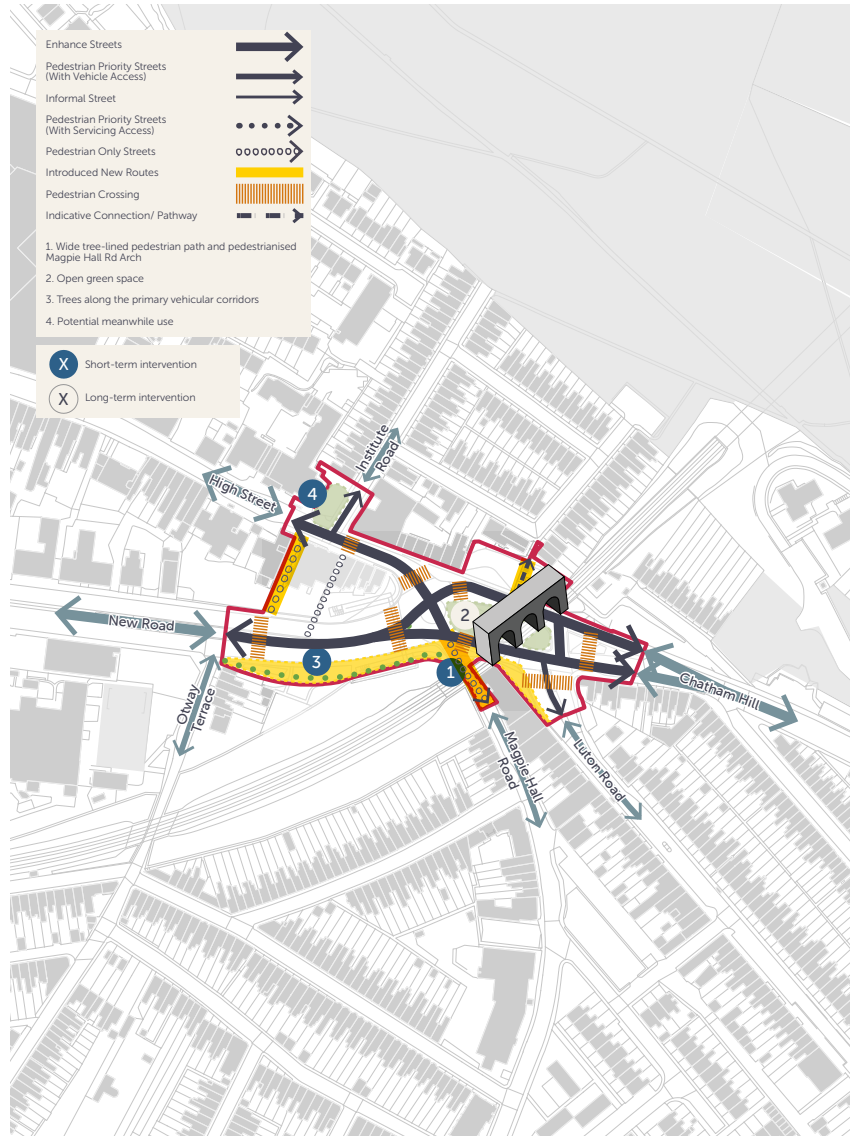 Enhance Streets
Pedestrian Priority Streets
(With Vehicle Access)
Informal Street
Pedestrian Priority Streets
(With Servicing Access)
Pedestrian Only Streets
Introduced New Routes
Pedestrian Crossing
Indicative Connection/ Pathway
1. Wide tree-lined pedestrian path and pedestrianised
Magpie Hall Rd Arch
2. Open green space
3. Trees along the primary vehicular corridors
4. Potential meanwhile use
X Short-term intervention
X Long-term intervention
Institute
Road
High Street
4
New Road
2
3
1
Otway
Terrace
Chatham Hill
Magpie Hall
Road
Luton Road